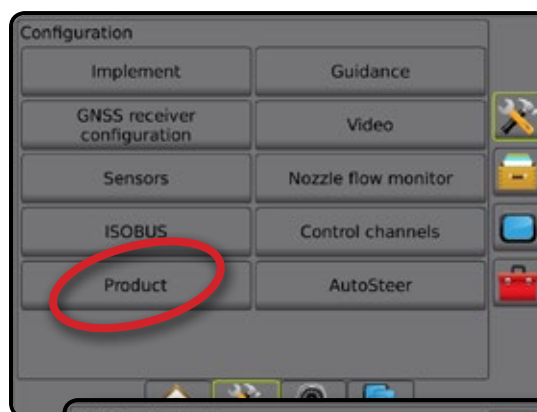 Configuration
Implement
Guidance
GNSS receiver
configuration
Video
Sensors
Nozzle flow monitor
ISOBUS
Control channels
Product
AutoSteer